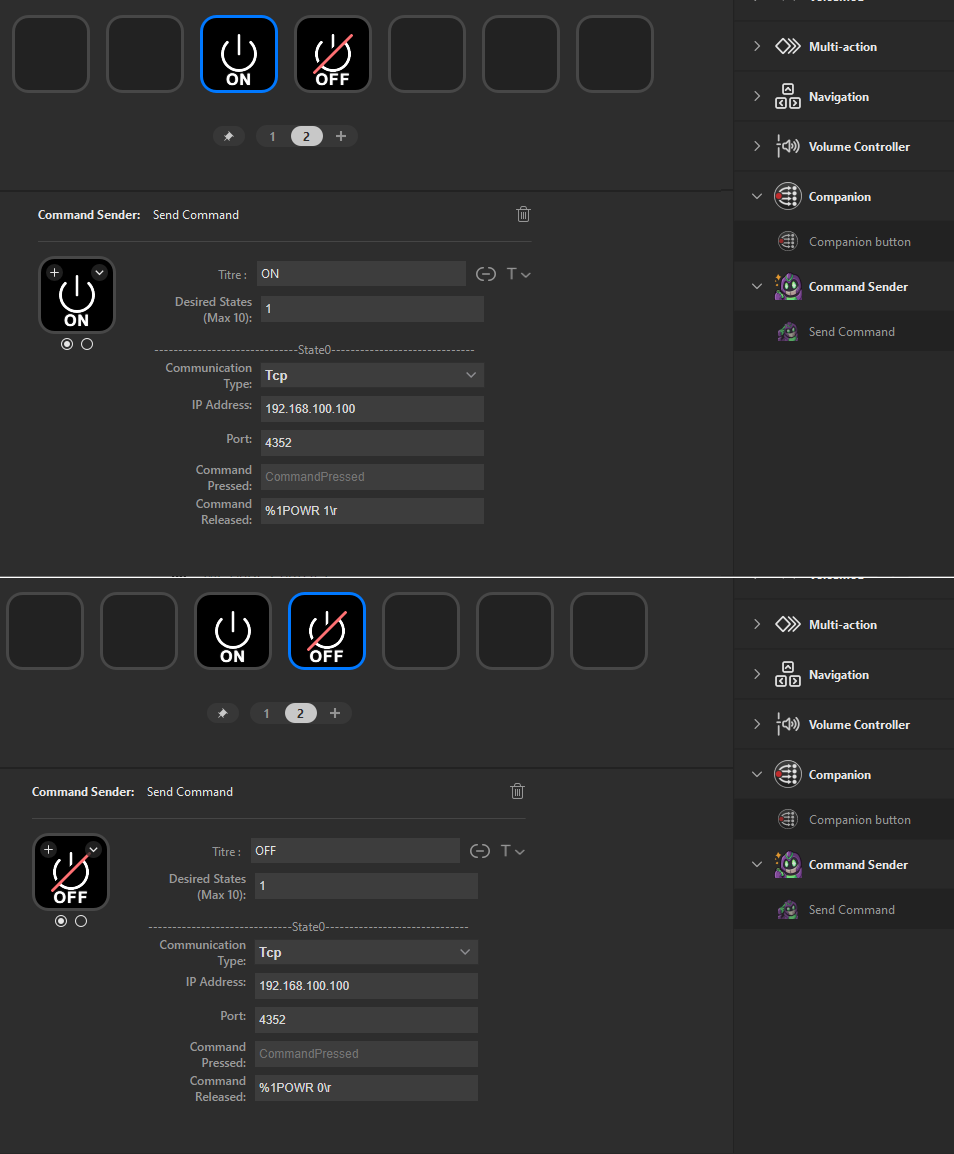 ON
OFF
1
2
+
Multi-action
Navigation
Volume Controller
Companion
Companion button
Command Sender
Send Command
Command Sender: Send Command
ON
Titre : ON
T
Desired States
(Max 10): 1
------------------------------State0------------------------------
Communication
Type: Tcp
IP Address: 192.168.100.100
Port: 4352
Command
Pressed: CommandPressed
Command
Released: %1POWR 1\r
ON
OFF
1
2
+
Multi-action
Navigation
Volume Controller
Companion
Companion button
Command Sender
Send Command
Command Sender: Send Command
OFF
Titre : OFF
T
Desired States
(Max 10): 1
------------------------------State0------------------------------
Communication
Type: Tcp
IP Address: 192.168.100.100
Port: 4352
Command
Pressed: CommandPressed
Command
Released: %1POWR 0\r